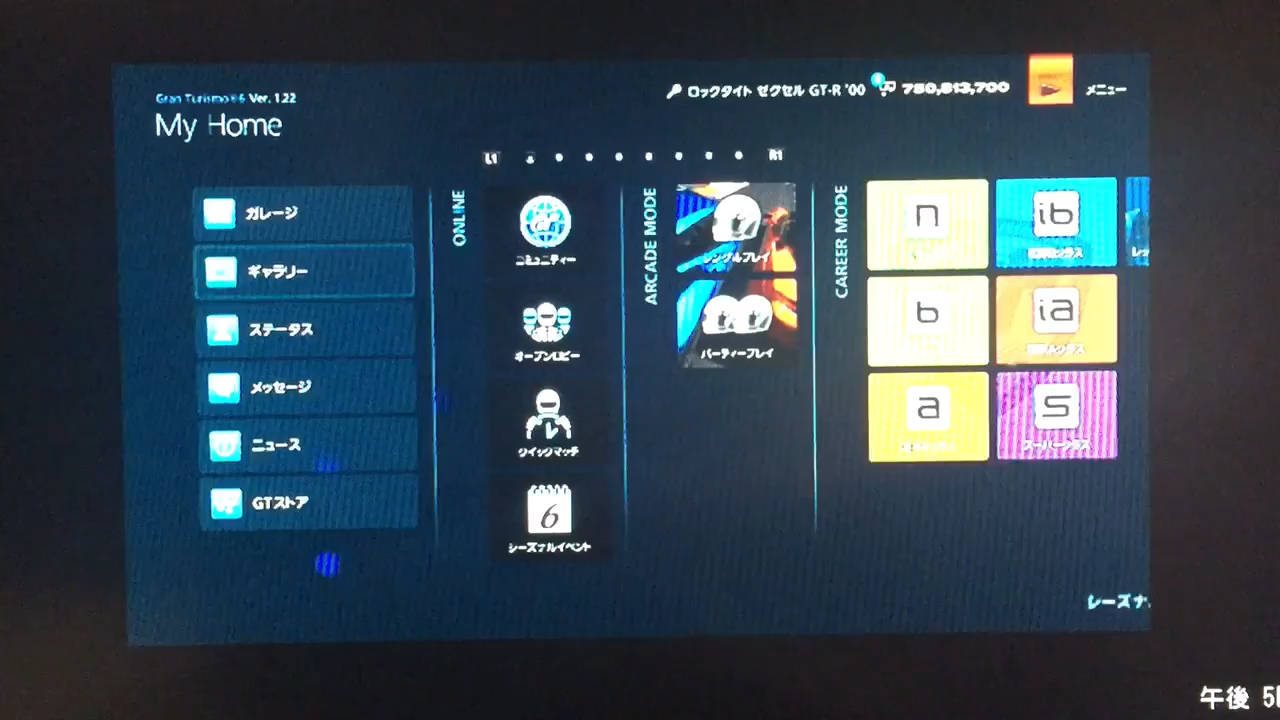 Gran Turismo®6 Ver. 1.22
My Home
ロックタイト ゼクセル GT-R '00
750,813,700
メニュー
L1
R1
ガレージ
ギャラリー
ステータス
メッセージ
ニュース
GTストア
ONLINE
コミュニティー
オープンロビー
クイックマッチ
6
シーズナルイベント
ARCADE MODE
シングルプレイ
パーティープレイ
CAREER MODE
n
ib
b
ia
a
S
スーパークラス
レーズナ
午後 5